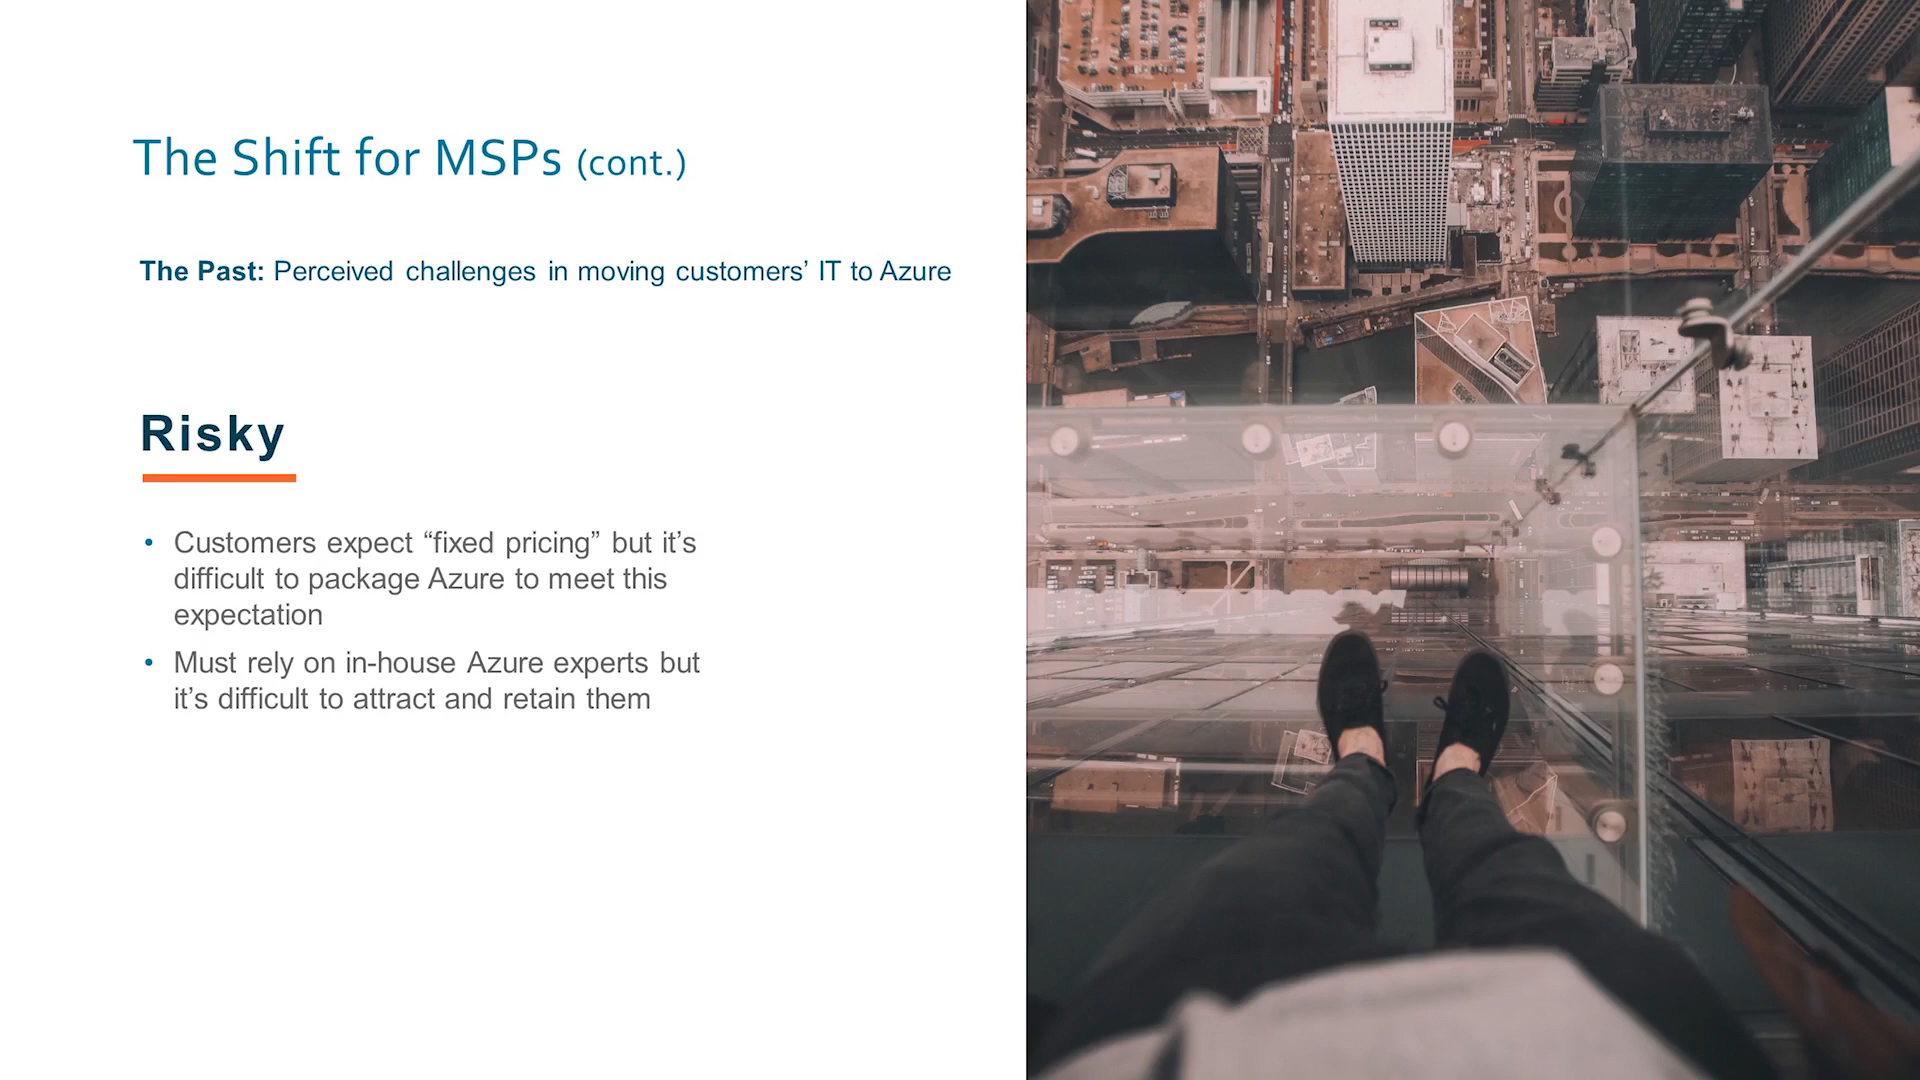 The Shift for MSPs (cont.)
The Past: Perceived challenges in moving customers’ IT to Azure
Risky
• Customers expect “fixed pricing” but it’s
difficult to package Azure to meet this
expectation
• Must rely on in-house Azure experts but
it’s difficult to attract and retain them